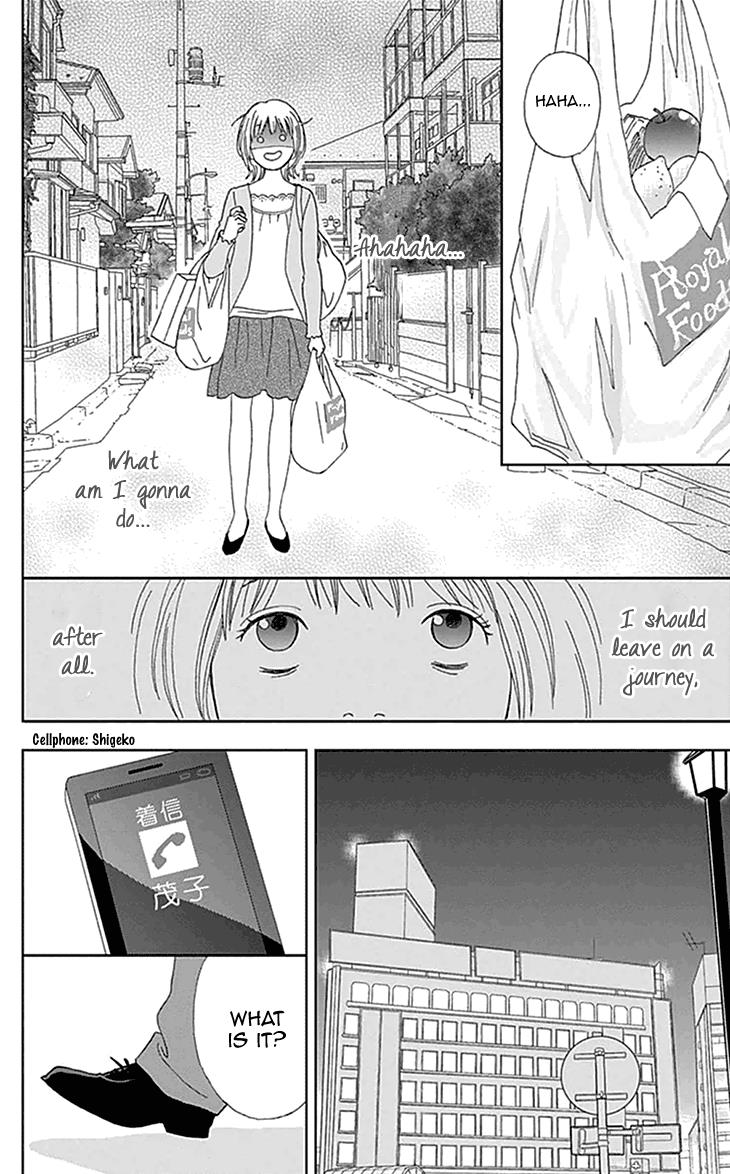 HAHA...
Royal
Foods
Ahahaha...
What
am I gonna
do...
I should
leave on a
journey,
after
all.
Cellphone: Shigeko
着信
茂子
WHAT
IS IT?